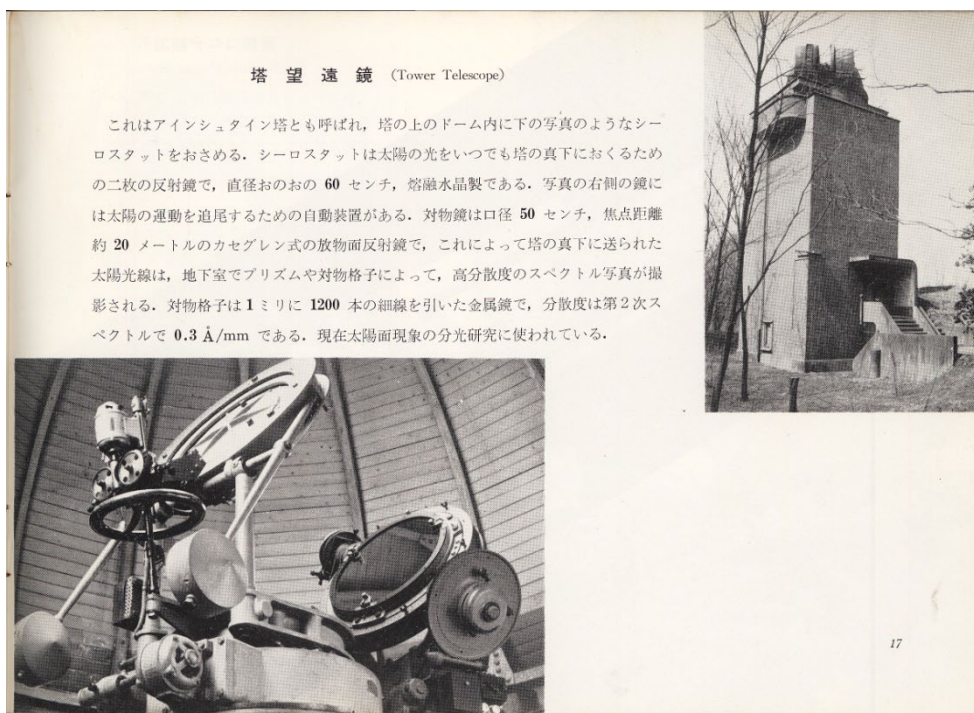 塔望遠鏡 (Tower Telescope)
これはアインシュタイン塔とも呼ばれ，塔の上のドーム内に下の写真のようなシー
ロスタットをおさめる．シーロスタットは太陽の光をいつでも塔の真下におくるため
の二枚の反射鏡で，直径おのおの 60 センチ，熔融水晶製である．写真の右側の鏡に
は太陽の運動を追尾するための自動装置がある．対物鏡は口径 50 センチ，焦点距離
約 20 メートルのカセグレン式の放物面反射鏡で，これによって塔の真下に送られた
太陽光線は，地下室でプリズムや対物格子によって，高分散度のスペクトル写真が撮
影される．対物格子は 1 ミリに 1200 本の細線を引いた金属鏡で，分散度は第2次ス
ペクトルで 0.3 Å/mm である．現在太陽面現象の分光研究に使われている．
17